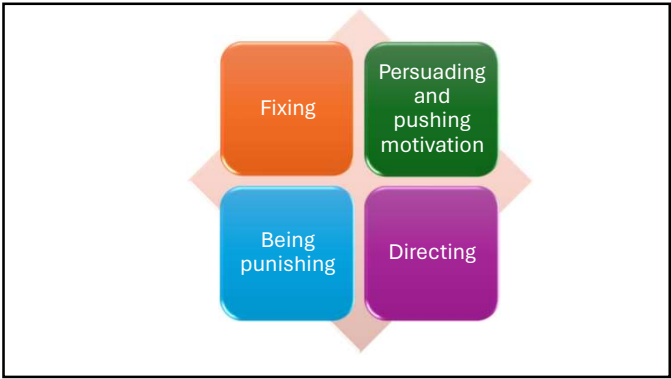 Fixing
Persuading
and
pushing
motivation
Being
punishing
Directing